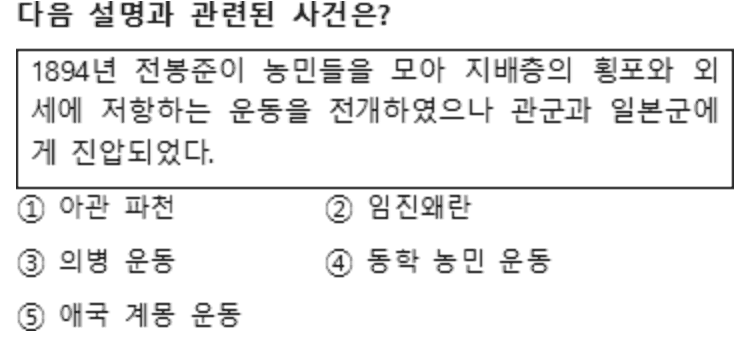 다음 설명과 관련된 사건은?
1894년 전봉준이 농민들을 모아 지배층의 횡포와 외
세에 저항하는 운동을 전개하였으나 관군과 일본군에
게 진압되었다.
① 아관 파천 ② 임진왜란
③ 의병 운동 ④ 동학 농민 운동
⑤ 애국 계몽 운동